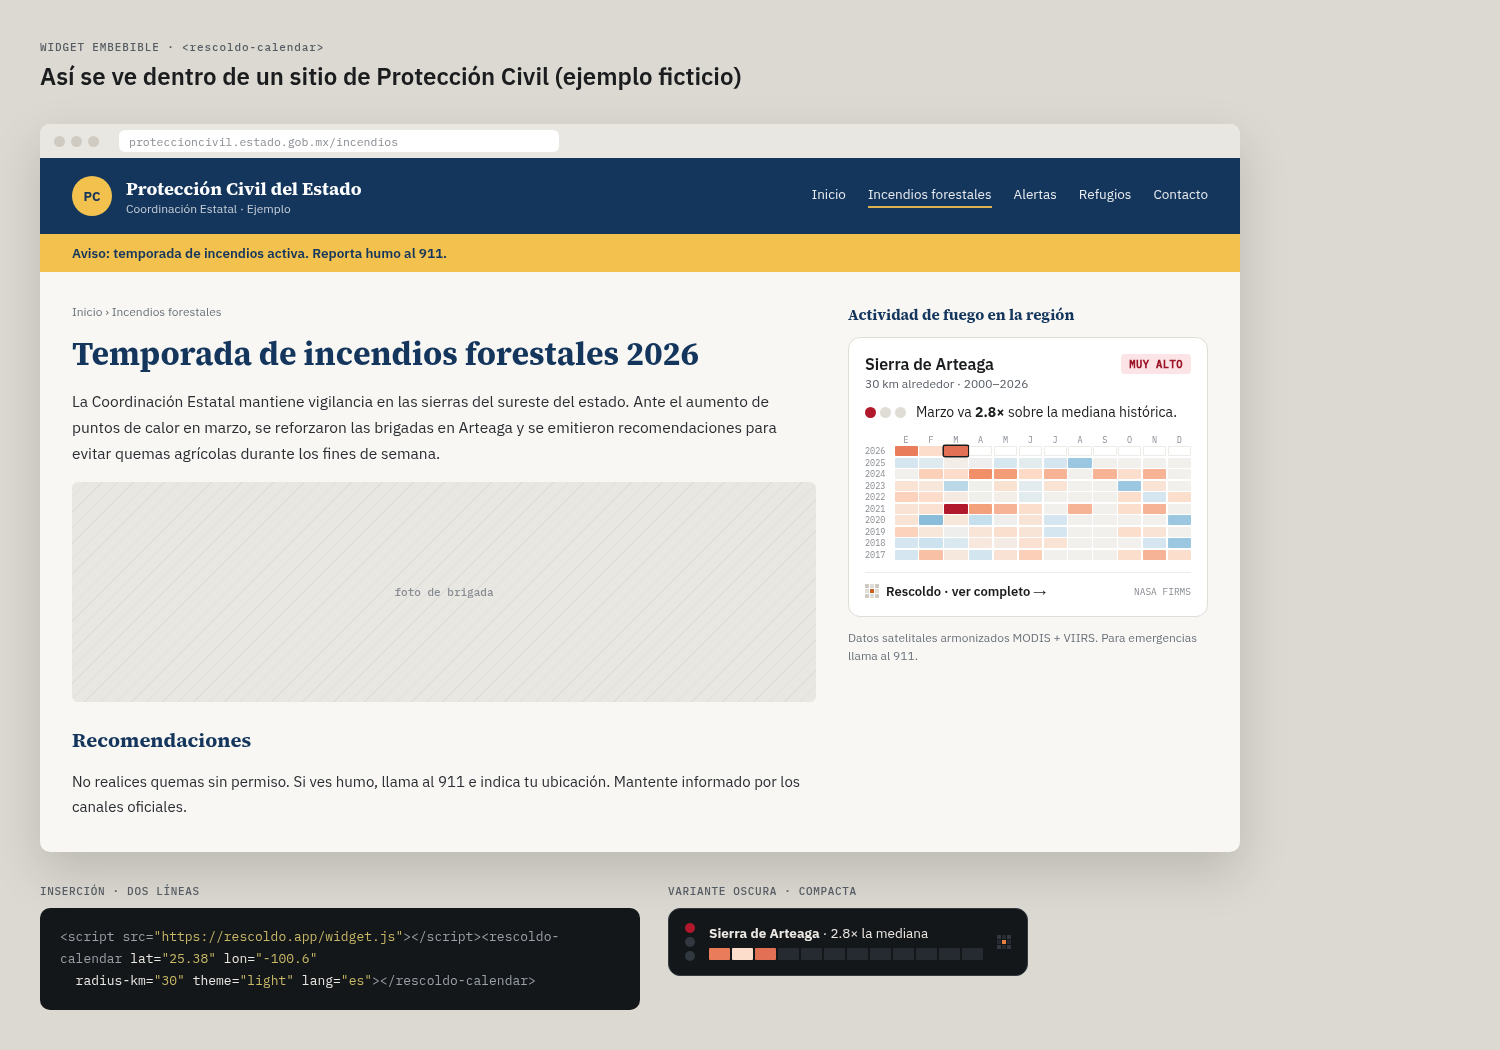 WIDGET EMBEBIBLE · <rescoldo-calendar>
Así se ve dentro de un sitio de Protección Civil (ejemplo ficticio)
proteccioncivil.estado.gob.mx/incendios
PC
Protección Civil del Estado
Coordinación Estatal · Ejemplo
Inicio Incendios forestales Alertas Refugios Contacto
Aviso: temporada de incendios activa. Reporta humo al 911.
Inicio › Incendios forestales
Temporada de incendios forestales 2026
La Coordinación Estatal mantiene vigilancia en las sierras del sureste del estado. Ante el aumento de
puntos de calor en marzo, se reforzaron las brigadas en Arteaga y se emitieron recomendaciones para
evitar quemas agrícolas durante los fines de semana.
foto de brigada
Recomendaciones
No realices quemas sin permiso. Si ves humo, llama al 911 e indica tu ubicación. Mantente informado por los
canales oficiales.
Actividad de fuego en la región
Sierra de Arteaga
MUY ALTO
30 km alrededor · 2000–2026
Marzo va 2.8× sobre la mediana histórica.
E F M A M J J A S O N D
2026
2025
2024
2023
2022
2021
2020
2019
2018
2017
Rescoldo · ver completo →
NASA FIRMS
Datos satelitales armonizados MODIS + VIIRS. Para emergencias
llama al 911.
INSERCIÓN · DOS LÍNEAS
<script src="https://rescoldo.app/widget.js"></script><rescoldo-
calendar lat="25.38" lon="-100.6"
radius-km="30" theme="light" lang="es"></rescoldo-calendar>
VARIANTE OSCURA · COMPACTA
Sierra de Arteaga · 2.8× la mediana